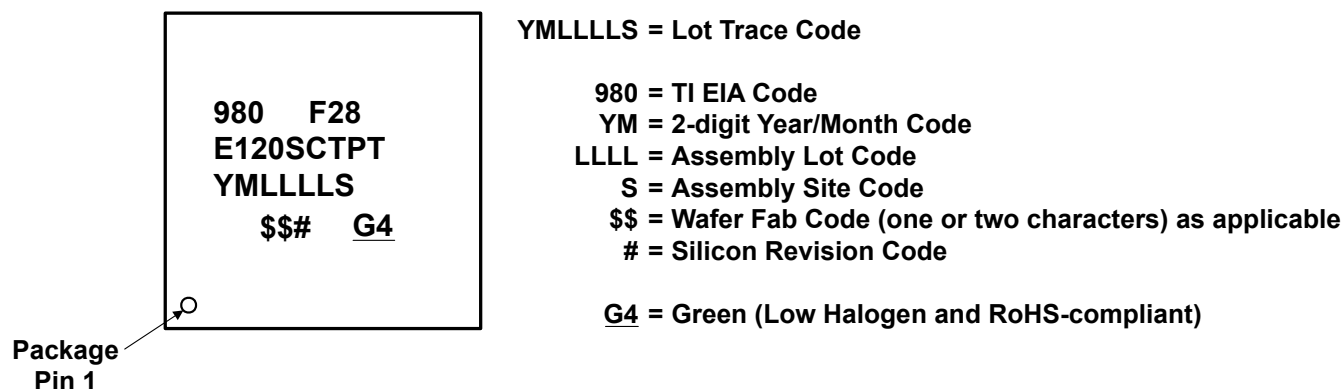 980 F28
E120SCTPT
YMLLLLS
$$# G4
Package
Pin 1
YMLLLLS = Lot Trace Code
980 = TI EIA Code
YM = 2-digit Year/Month Code
LLLL = Assembly Lot Code
S = Assembly Site Code
$$ = Wafer Fab Code (one or two characters) as applicable
# = Silicon Revision Code
G4 = Green (Low Halogen and RoHS-compliant)